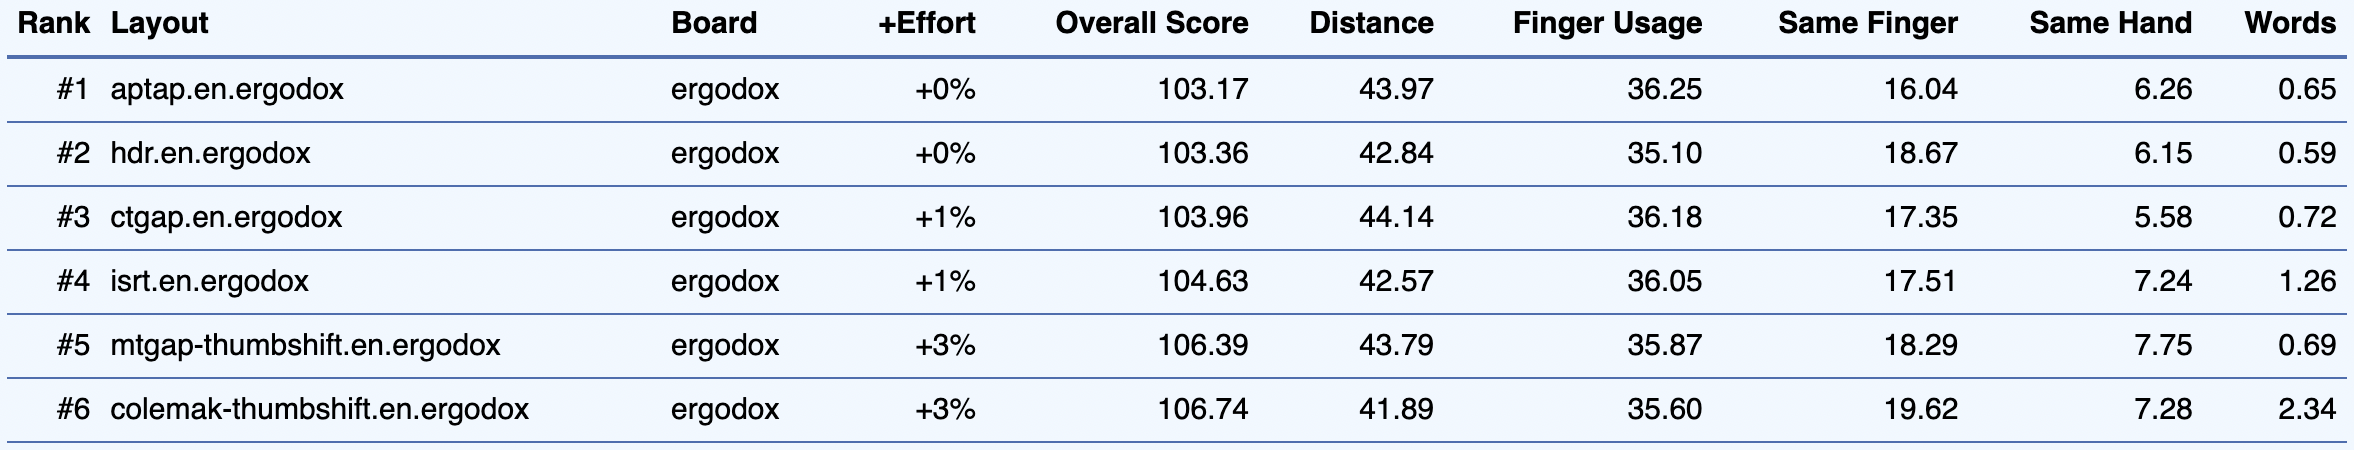 Rank Layout Board +Effort Overall Score Distance Finger Usage Same Finger Same Hand Words
#1 aptap.en.ergodox ergodox +0% 103.17 43.97 36.25 16.04 6.26 0.65
#2 hdr.en.ergodox ergodox +0% 103.36 42.84 35.10 18.67 6.15 0.59
#3 ctgap.en.ergodox ergodox +1% 103.96 44.14 36.18 17.35 5.58 0.72
#4 isrt.en.ergodox ergodox +1% 104.63 42.57 36.05 17.51 7.24 1.26
#5 mtgap-thumbshift.en.ergodox ergodox +3% 106.39 43.79 35.87 18.29 7.75 0.69
#6 colemak-thumbshift.en.ergodox ergodox +3% 106.74 41.89 35.60 19.62 7.28 2.34